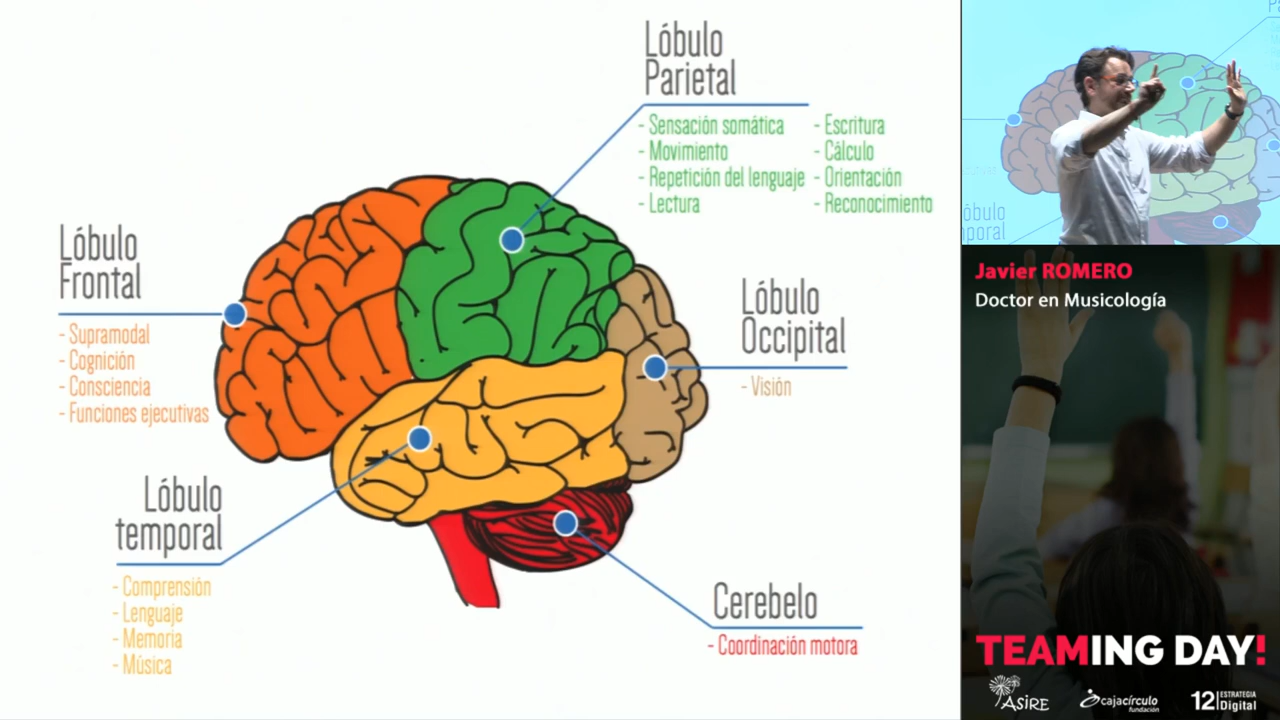 Lóbulo
Parietal
- Sensación somática
- Movimiento
- Repetición del lenguaje
- Lectura
- Escritura
- Cálculo
- Orientación
- Reconocimiento
Lóbulo
Frontal
- Supramodal
- Cognición
- Consciencia
- Funciones ejecutivas
Lóbulo
Occipital
- Visión
Lóbulo
temporal
- Comprensión
- Lenguaje
- Memoria
- Música
Cerebelo
- Coordinación motora
óbulo
poral
Javier ROMERO
Doctor en Musicología
TEAMING DAY!
ASIRE
cajacírculo
fundación
12 ESTRATEGIA
Digital